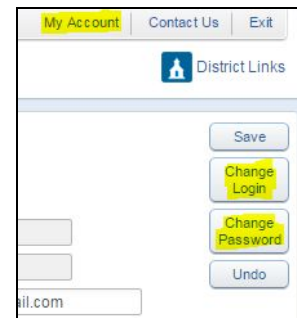 My Account Contact Us Exit
District Links
Save
Change
Login
Change
Password
Undo
ail.com